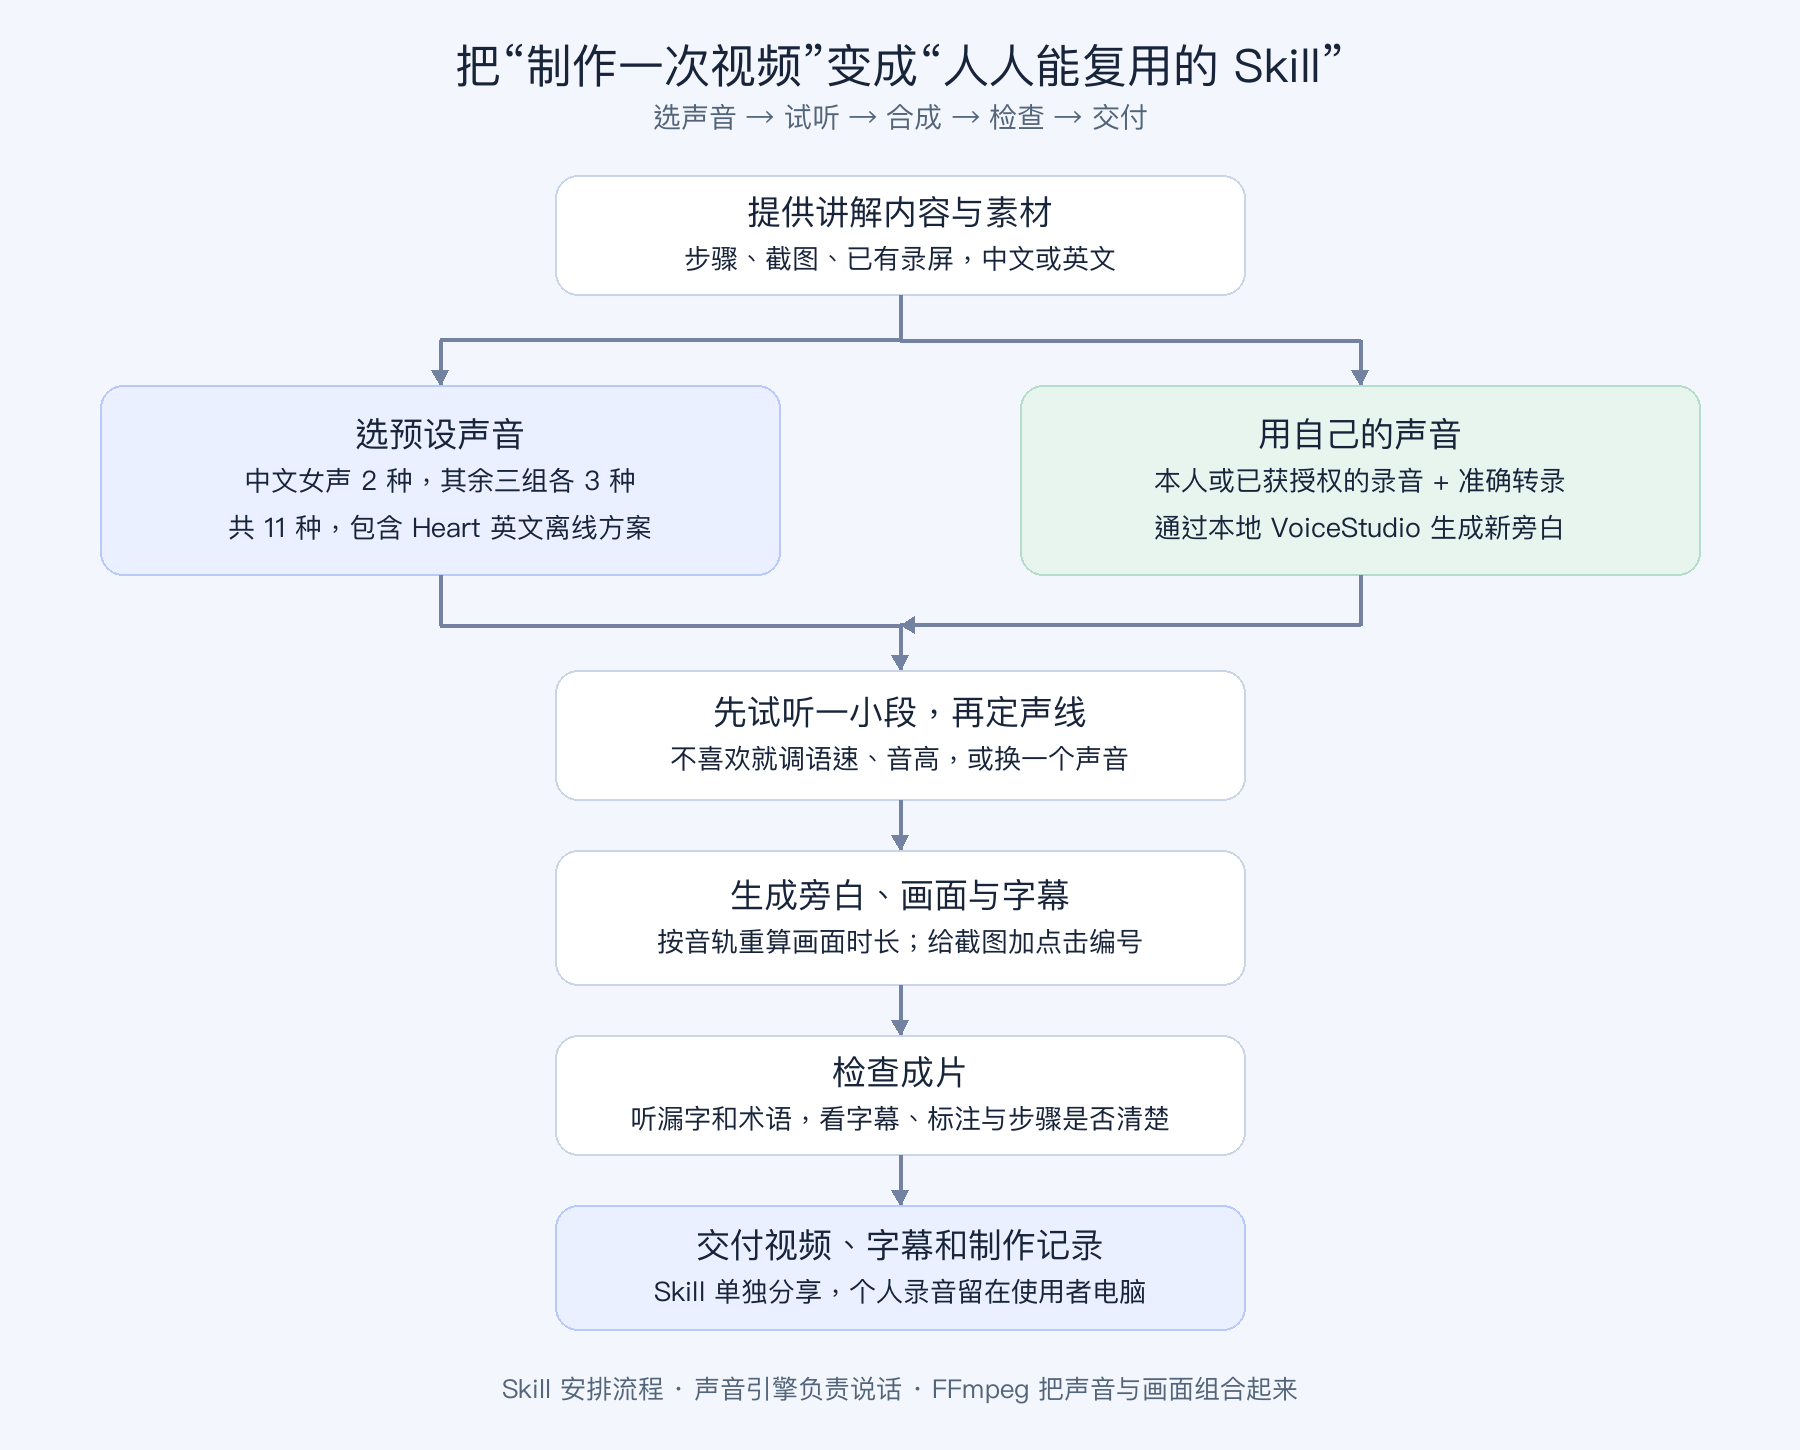 把“制作一次视频”变成“人人能复用的 Skill”
选声音 → 试听 → 合成 → 检查 → 交付
提供讲解内容与素材
步骤、截图、已有录屏，中文或英文
选预设声音
中文女声 2 种，其余三组各 3 种
共 11 种，包含 Heart 英文离线方案
用自己的声音
本人或已获授权的录音 + 准确转录
通过本地 VoiceStudio 生成新旁白
先试听一小段，再定声线
不喜欢就调语速、音高，或换一个声音
生成旁白、画面与字幕
按音轨重算画面时长；给截图加点击编号
检查成片
听漏字和术语，看字幕、标注与步骤是否清楚
交付视频、字幕和制作记录
Skill 单独分享，个人录音留在使用者电脑
Skill 安排流程 · 声音引擎负责说话 · FFmpeg 把声音与画面组合起来